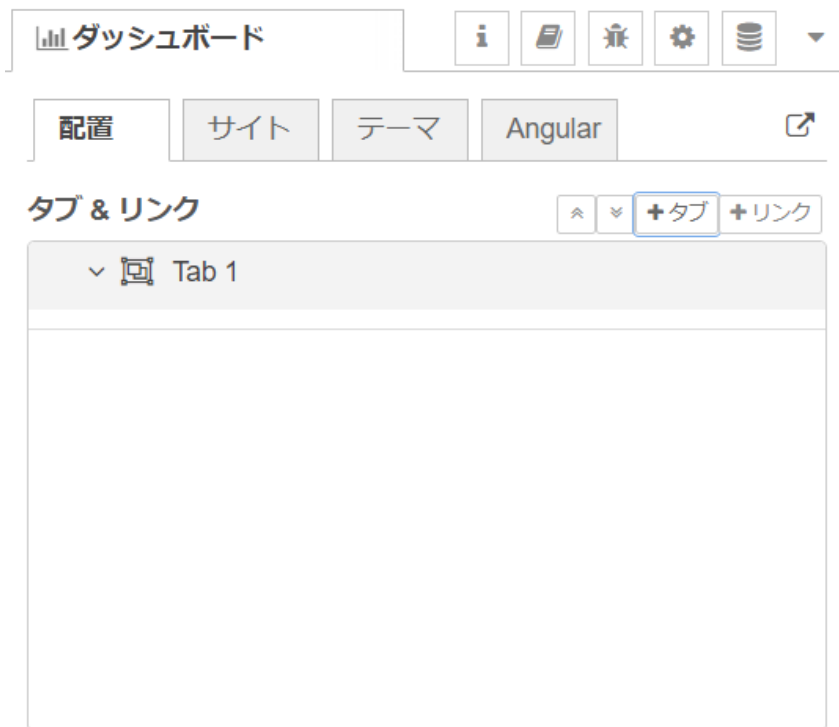 ダッシュボード
配置 サイト テーマ Angular
タブ & リンク +タブ +リンク
Tab 1